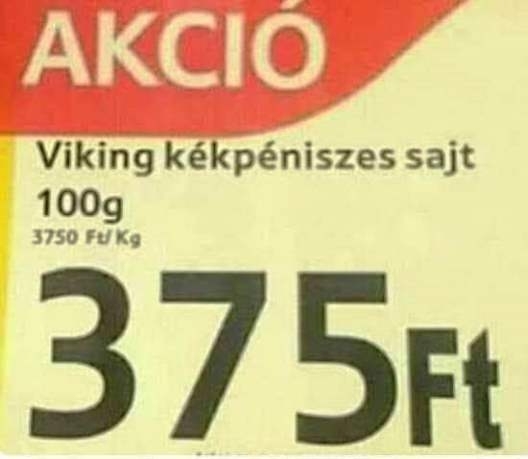 AKCIÓ
Viking kékpéniszes sajt
100g
3750 Ft/Kg
375Ft